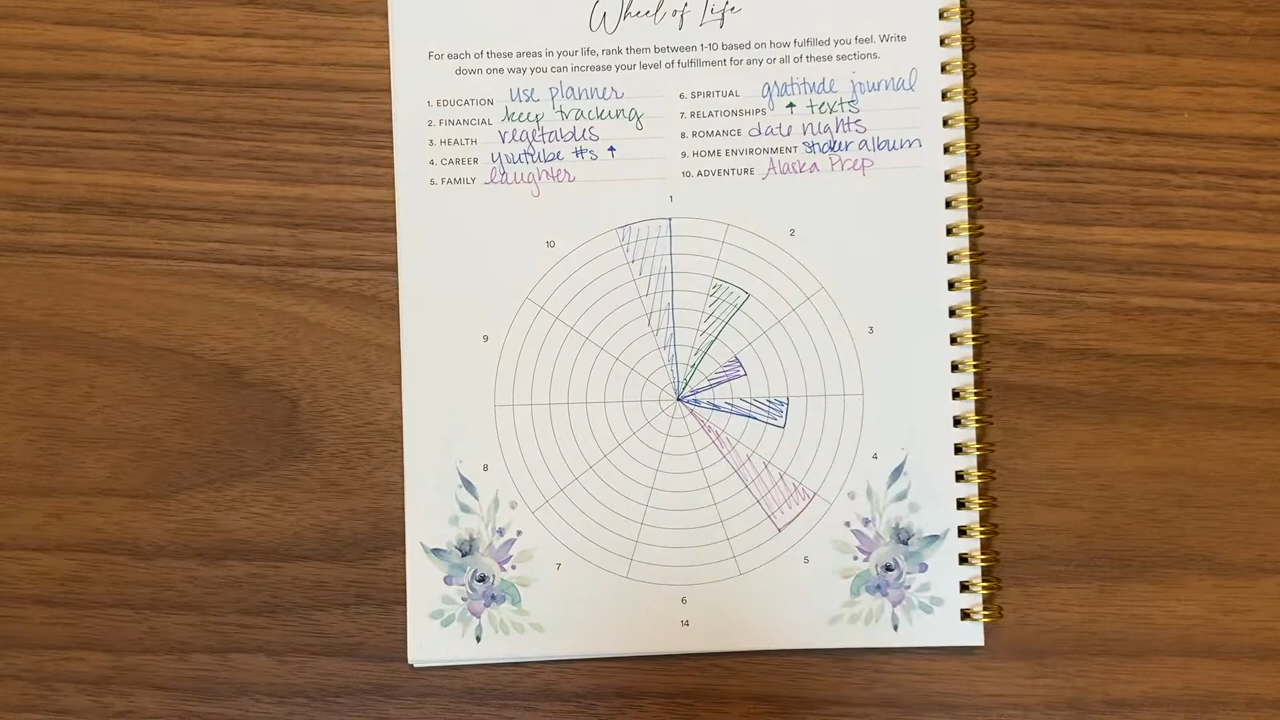 Wheel of Life
For each of these areas in your life, rank them between 1-10 based on how fulfilled you feel. Write
down one way you can increase your level of fulfillment for any or all of these sections.
1. EDUCATION use planner
2. FINANCIAL keep tracking
3. HEALTH vegetables
4. CAREER youtube #s ↑
5. FAMILY laughter
6. SPIRITUAL gratitude journal
7. RELATIONSHIPS ↑ texts
8. ROMANCE date nights
9. HOME ENVIRONMENT sticker album
10. ADVENTURE Alaska Prep
1
10
2
9
3
8
4
7
5
6
14